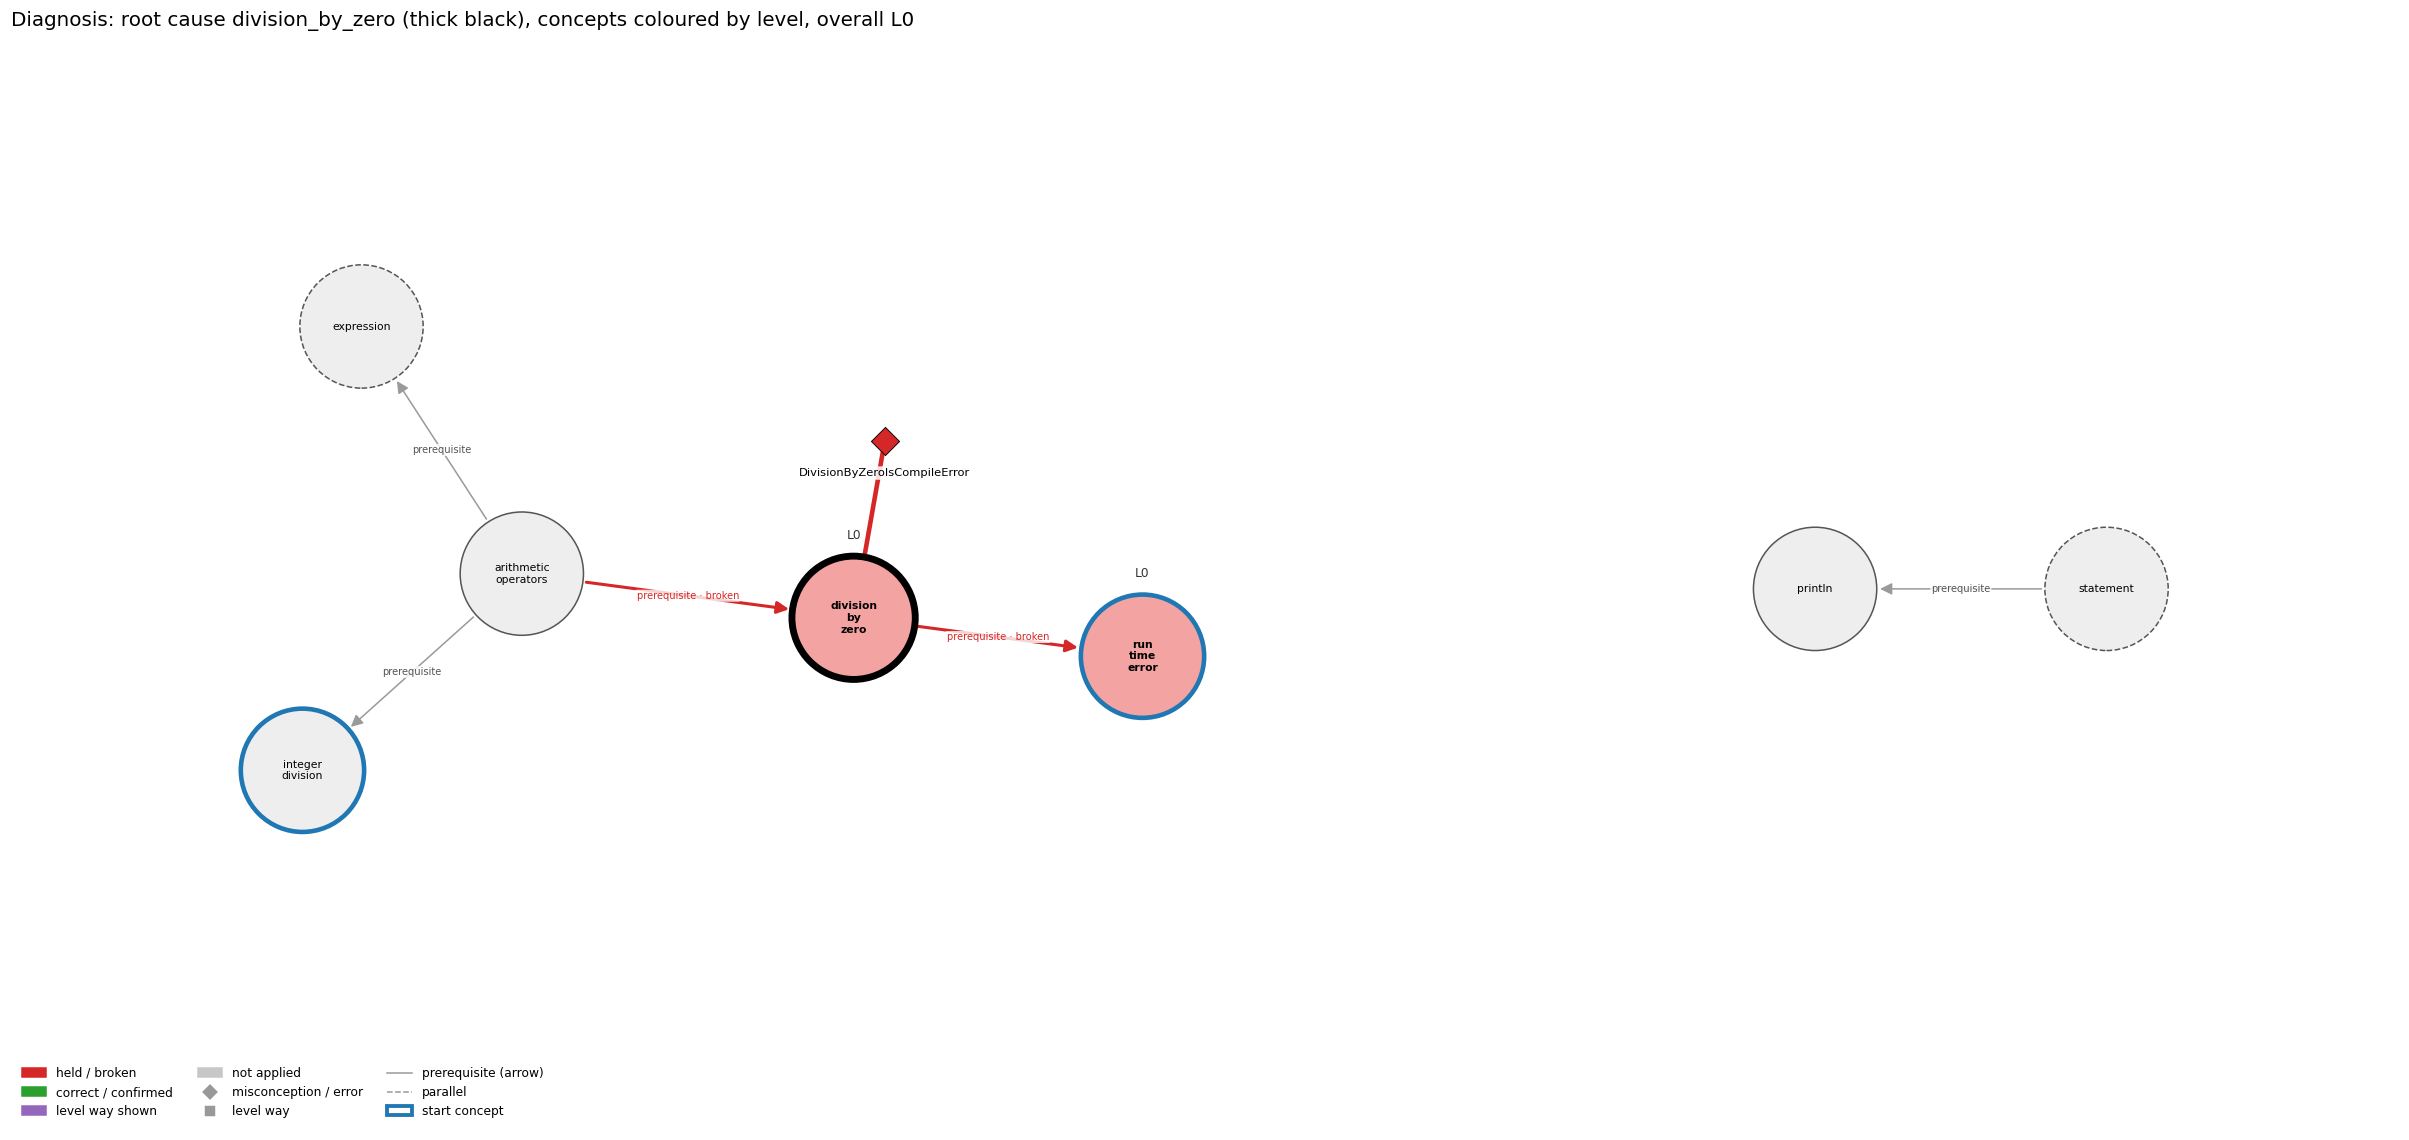 Diagnosis: root cause division_by_zero (thick black), concepts coloured by level, overall L0
expression
prerequisite
DivisionByZeroIsCompileError
L0
arithmetic
operators
prerequisite · broken
division
by
zero
L0
prerequisite · broken
run
time
error
println
prerequisite
statement
prerequisite
integer
division
held / broken
correct / confirmed
level way shown
not applied
misconception / error
level way
prerequisite (arrow)
parallel
start concept